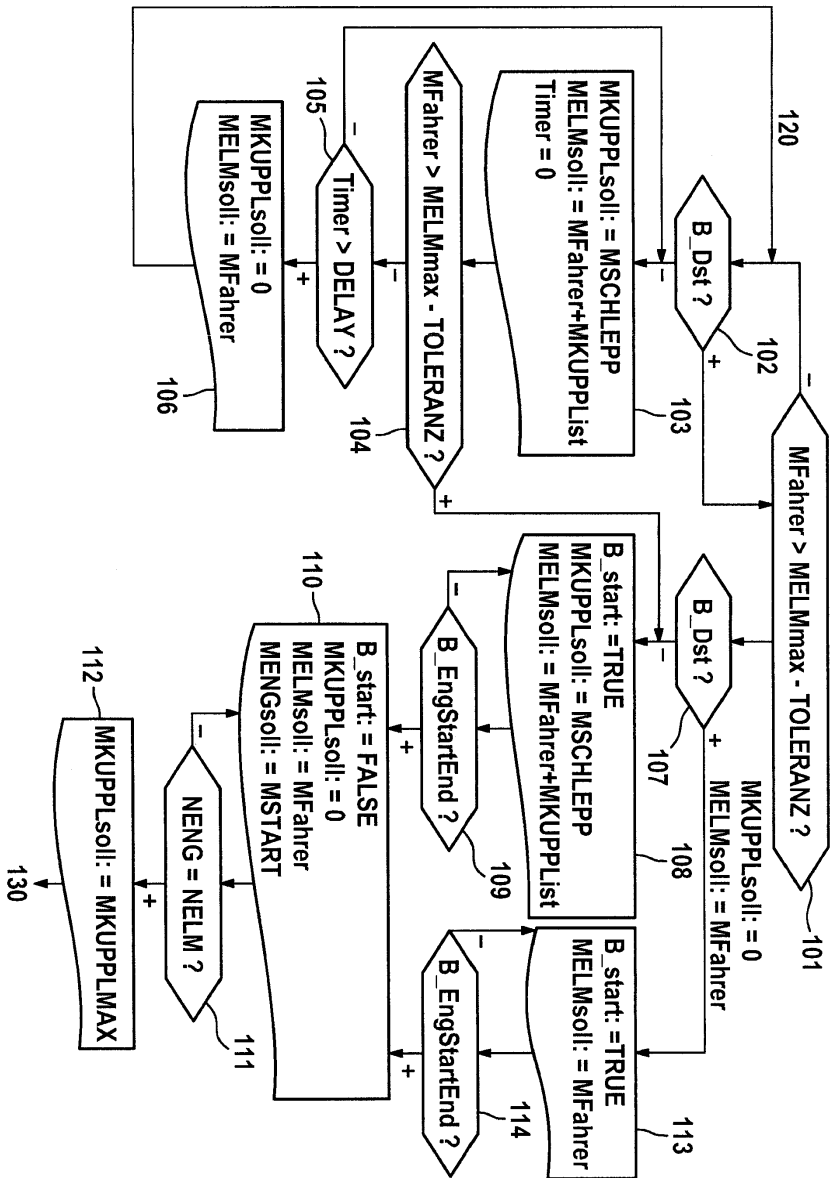 MFahrer > MELMmax - TOLERANZ ?
101
120
B_Dst ?
102
B_Dst ?
107
MKUPPLsoll: = 0
MELMsoll: = MFahrer
MKUPPLsoll: = MSCHLEPP
MELMsoll: = MFahrer+MKUPPList
Timer = 0
103
B_start: =TRUE
MKUPPLsoll: = MSCHLEPP
MELMsoll: = MFahrer+MKUPPList
108
B_start: =TRUE
MELMsoll: = MFahrer
113
MFahrer > MELMmax - TOLERANZ ?
104
B_EngStartEnd ?
109
B_EngStartEnd ?
114
105
Timer > DELAY ?
110
B_start: = FALSE
MKUPPLsoll: = 0
MELMsoll: = MFahrer
MENGsoll: = MSTART
MKUPPLsoll: = 0
MELMsoll: = MFahrer
106
NENG = NELM ?
111
112
MKUPPLsoll: = MKUPPLMAX
130
− + − + − + − + − + − + − +